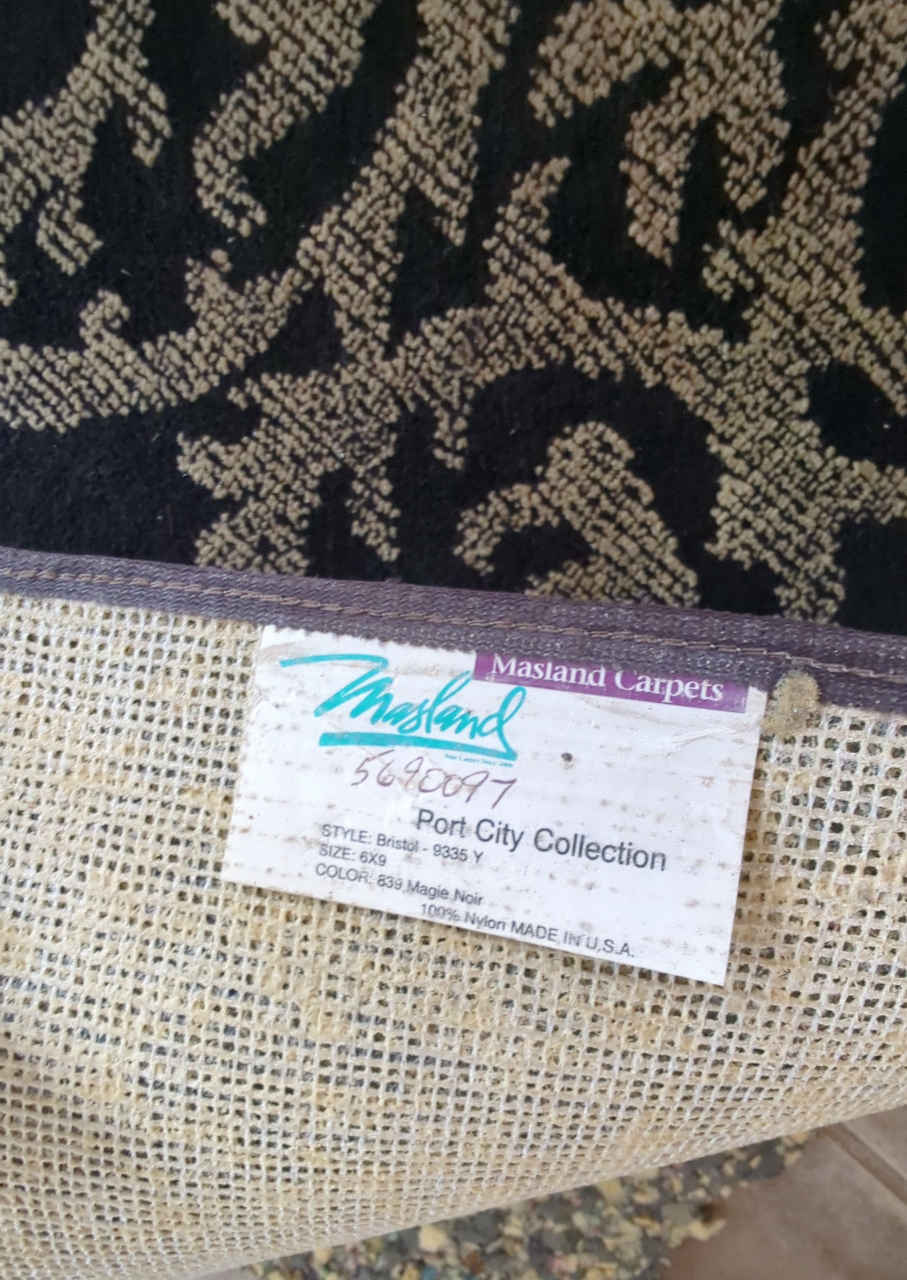 Masland Carpets
Masland
5690097
Port City Collection
STYLE: Bristol - 9335 Y
SIZE: 6X9
COLOR: 839 Magie Noir
100% Nylon MADE IN U.S.A.